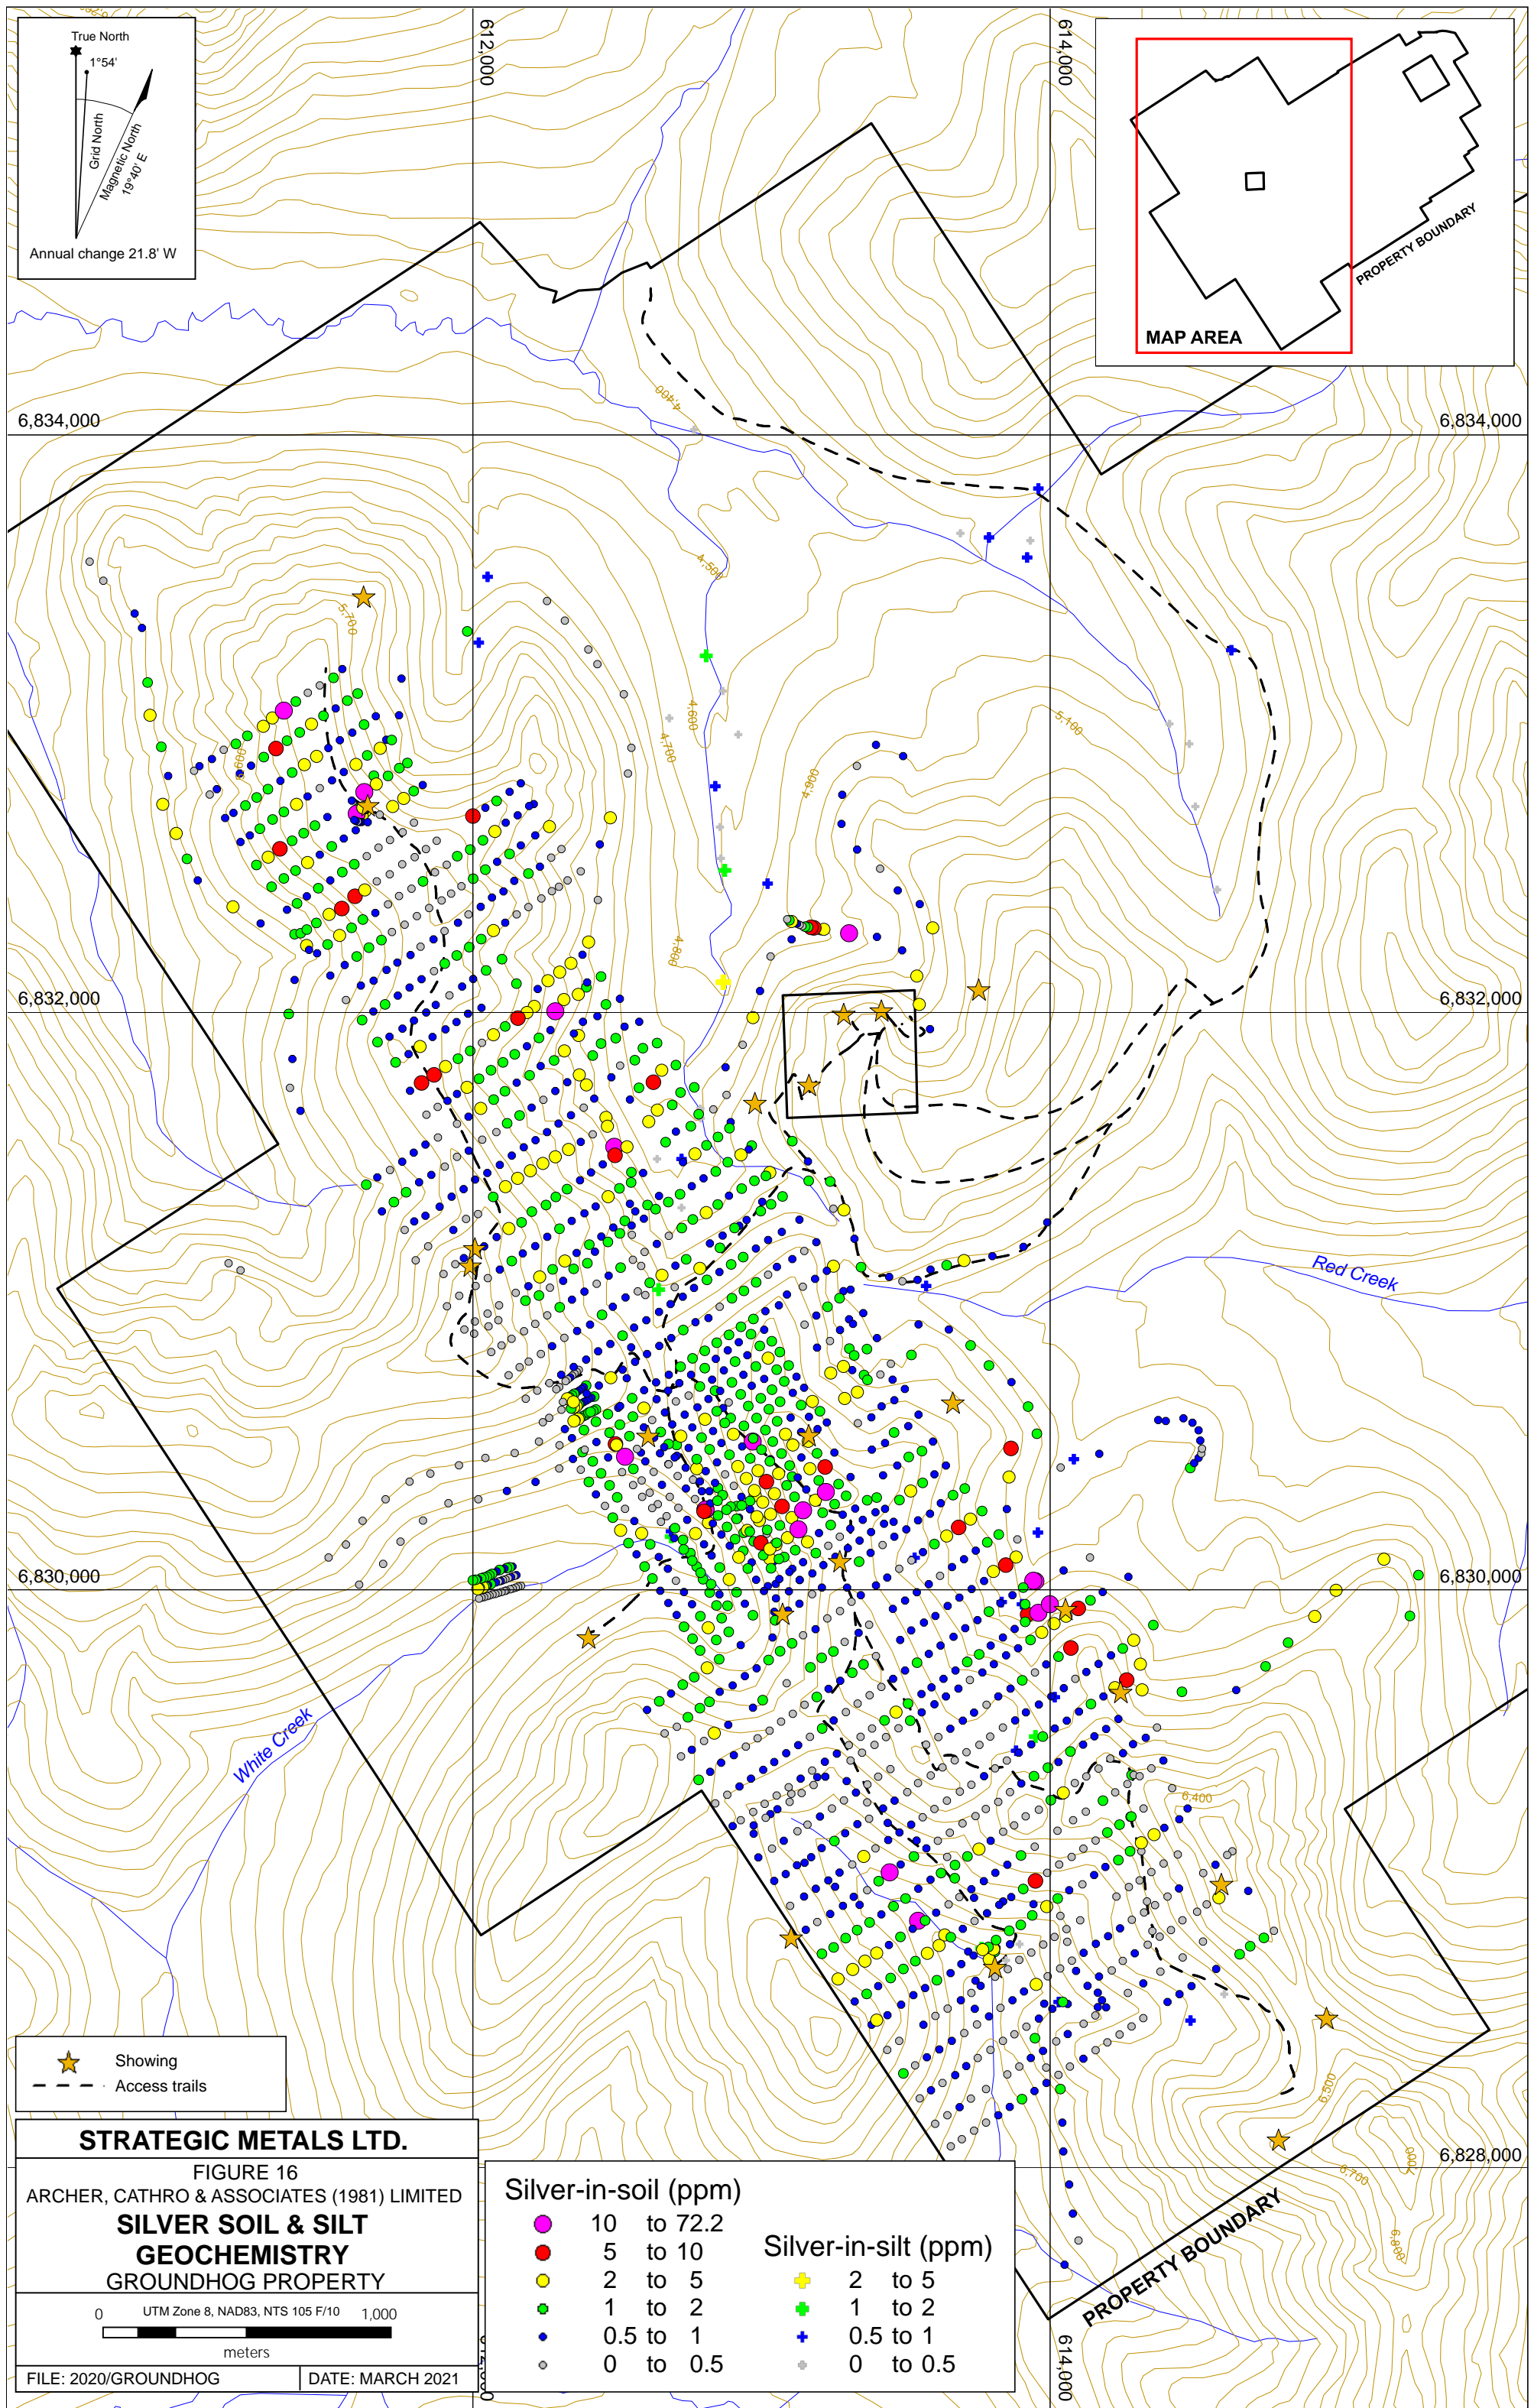 True North
1°54'
Grid North
Magnetic North
19°40' E
Annual change 21.8' W
612,000
614,000
PROPERTY BOUNDARY
MAP AREA
6,834,000
6,834,000
4,400
4,500
5,700
4,600
4,700
5,100
4,900
4,800
6,832,000
6,832,000
Red Creek
6,830,000
6,830,000
White Creek
6,400
6,500
7,000
6,700
6,800
6,828,000
PROPERTY BOUNDARY
614,000
Showing
Access trails
STRATEGIC METALS LTD.
FIGURE 16
ARCHER, CATHRO & ASSOCIATES (1981) LIMITED
SILVER SOIL & SILT
GEOCHEMISTRY
GROUNDHOG PROPERTY
0 UTM Zone 8, NAD83, NTS 105 F/10 1,000
meters
FILE: 2020/GROUNDHOG DATE: MARCH 2021
Silver-in-soil (ppm)
10 to 72.2
5 to 10
2 to 5
1 to 2
0.5 to 1
0 to 0.5
Silver-in-silt (ppm)
2 to 5
1 to 2
0.5 to 1
0 to 0.5